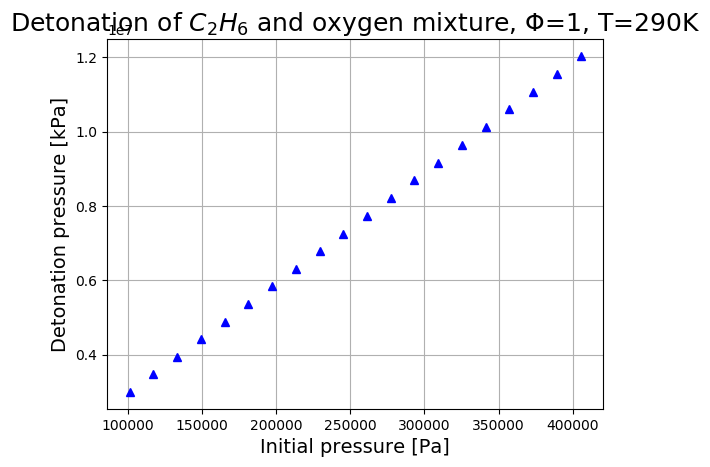 Detonation of C₂H₆ and oxygen mixture, Φ=1, T=290K
1e7
1.2
1.0
0.8
0.6
0.4
Detonation pressure [kPa]
100000 150000 200000 250000 300000 350000 400000
Initial pressure [Pa]